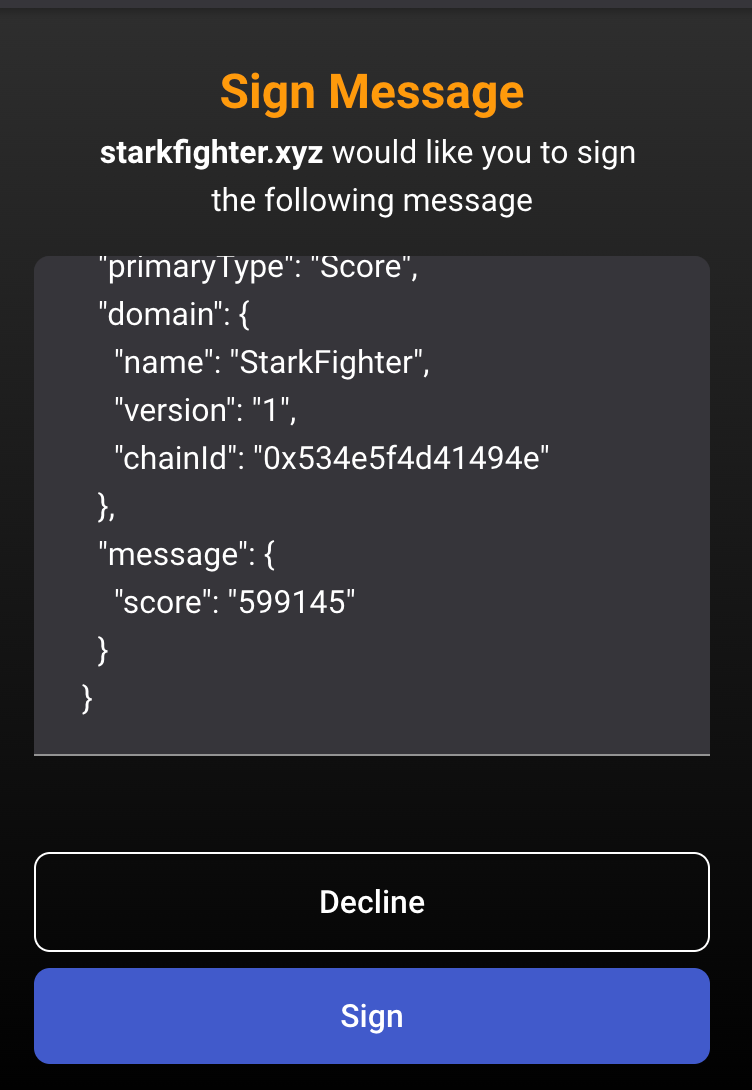 Sign Message
starkfighter.xyz would like you to sign
the following message
"primaryType": "Score",
"domain": {
"name": "StarkFighter",
"version": "1",
"chainId": "0x534e5f4d41494e"
},
"message": {
"score": "599145"
}
}
Decline
Sign